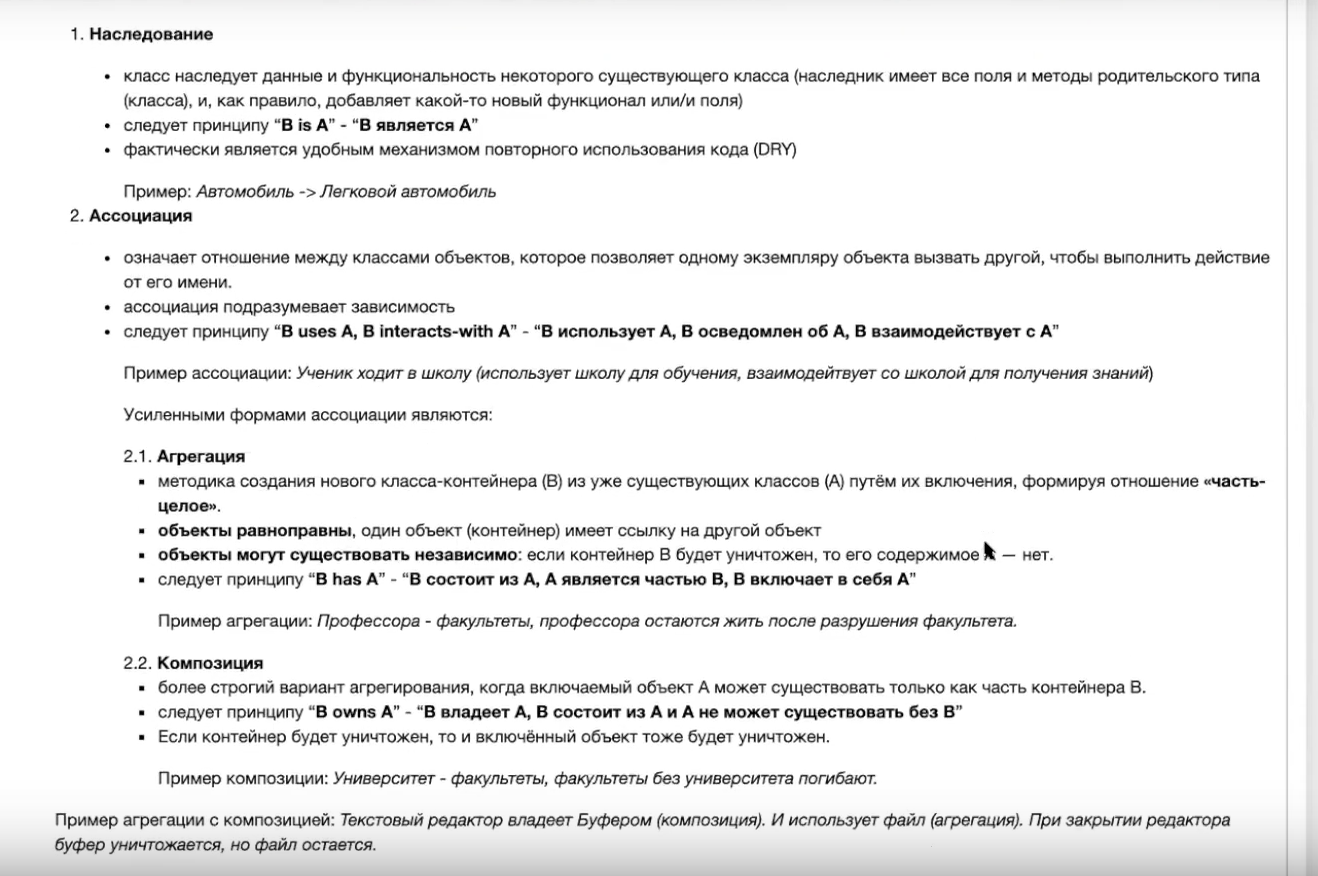 1. Наследование
• класс наследует данные и функциональность некоторого существующего класса (наследник имеет все поля и методы родительского типа
(класса), и, как правило, добавляет какой-то новый функционал или/и поля)
• следует принципу “B is A” - “B является A”
• фактически является удобным механизмом повторного использования кода (DRY)
Пример: Автомобиль -> Легковой автомобиль
2. Ассоциация
• означает отношение между классами объектов, которое позволяет одному экземпляру объекта вызвать другой, чтобы выполнить действие
от его имени.
• ассоциация подразумевает зависимость
• следует принципу “B uses A, B interacts-with A” - “B использует A, B осведомлен об A, B взаимодействует с A”
Пример ассоциации: Ученик ходит в школу (использует школу для обучения, взаимодейтвует со школой для получения знаний)
Усиленными формами ассоциации являются:
2.1. Агрегация
▪ методика создания нового класса-контейнера (B) из уже существующих классов (A) путём их включения, формируя отношение «часть-
целое».
▪ объекты равноправны, один объект (контейнер) имеет ссылку на другой объект
▪ объекты могут существовать независимо: если контейнер B будет уничтожен, то его содержимое — нет.
▪ следует принципу “B has A” - “B состоит из A, A является частью B, B включает в себя A”
Пример агрегации: Профессора - факультеты, профессора остаются жить после разрушения факультета.
2.2. Композиция
▪ более строгий вариант агрегирования, когда включаемый объект A может существовать только как часть контейнера B.
▪ следует принципу “B owns A” - “B владеет A, B состоит из A и A не может существовать без B”
▪ Если контейнер будет уничтожен, то и включённый объект тоже будет уничтожен.
Пример композиции: Университет - факультеты, факультеты без университета погибают.
Пример агрегации с композицией: Текстовый редактор владеет Буфером (композиция). И использует файл (агрегация). При закрытии редактора
буфер уничтожается, но файл остается.